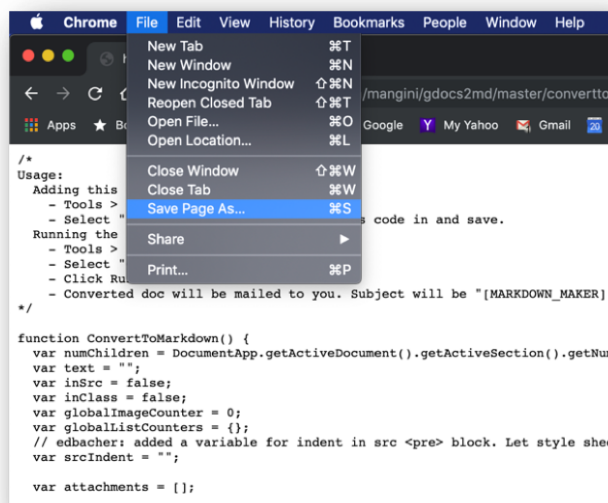 Chrome File Edit View History Bookmarks People Window Help
New Tab ⌘T
New Window ⌘N
New Incognito Window ⇧⌘N
Reopen Closed Tab ⇧⌘T
Open File... ⌘O
Open Location... ⌘L
Close Window ⇧⌘W
Close Tab ⌘W
Save Page As... ⌘S
Share ▶
Print... ⌘P
/mangini/gdocs2md/master/convertto
Apps Google My Yahoo Gmail 20
/*
Usage:
Adding this
- Tools >
- Select " code in and save.
Running the
- Tools >
- Select "
- Click Ru
- Converted doc will be mailed to you. Subject will be "[MARKDOWN_MAKER]
*/
function ConvertToMarkdown() {
var numChildren = DocumentApp.getActiveDocument().getActiveSection().getNu
var text = "";
var inSrc = false;
var inClass = false;
var globalImageCounter = 0;
var globalListCounters = {};
// edbacher: added a variable for indent in src <pre> block. Let style shee
var srcIndent = "";
var attachments = [];